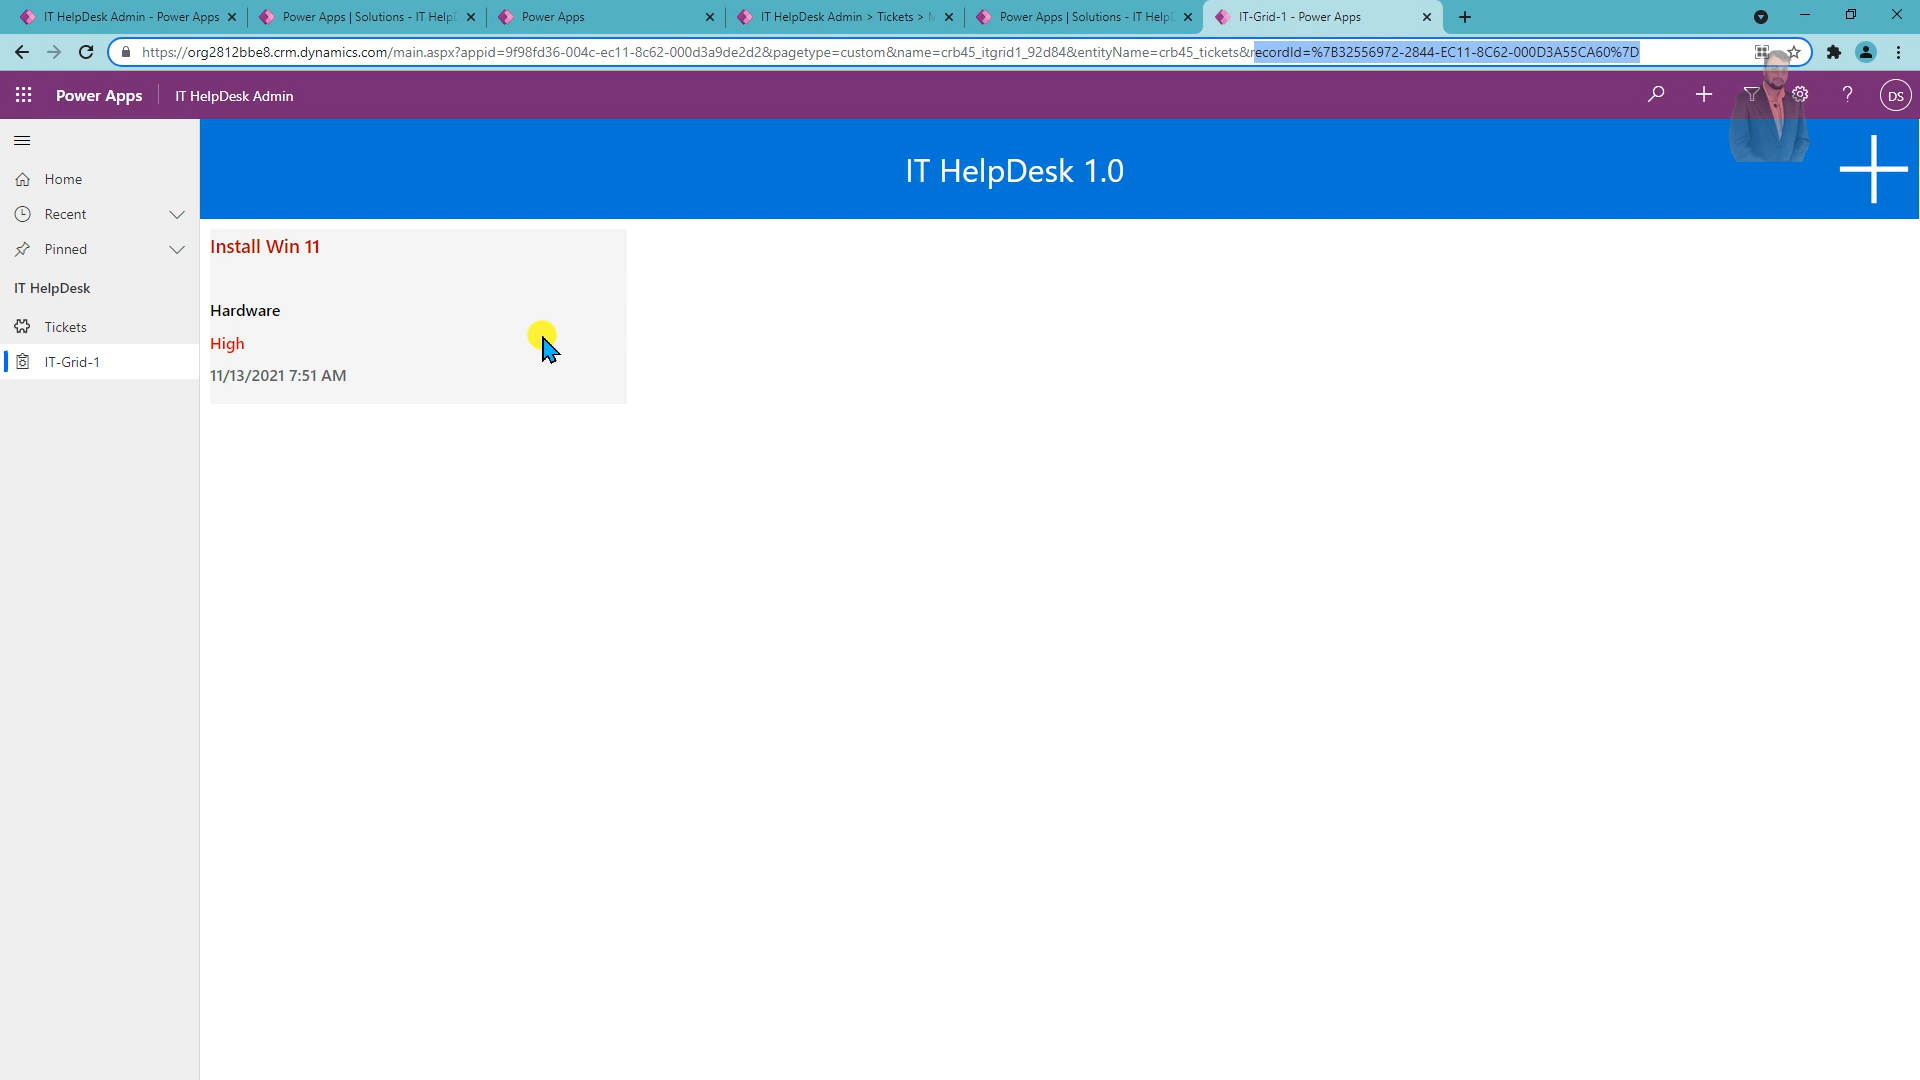 IT HelpDesk Admin - Power Apps
Power Apps | Solutions - IT Help
Power Apps
IT HelpDesk Admin > Tickets >
Power Apps | Solutions - IT Help
IT-Grid-1 - Power Apps
https://org2812bbe8.crm.dynamics.com/main.aspx?appid=9f98fd36-004c-ec11-8c62-000d3a9de2d2&pagetype=custom&name=crb45_itgrid1_92d84&entityName=crb45_tickets&recordId=%7B32556972-2844-EC11-8C62-000D3A55CA60%7D
Power Apps
IT HelpDesk Admin
DS
Home
Recent
Pinned
IT HelpDesk
Tickets
IT-Grid-1
IT HelpDesk 1.0
Install Win 11
Hardware
High
11/13/2021 7:51 AM